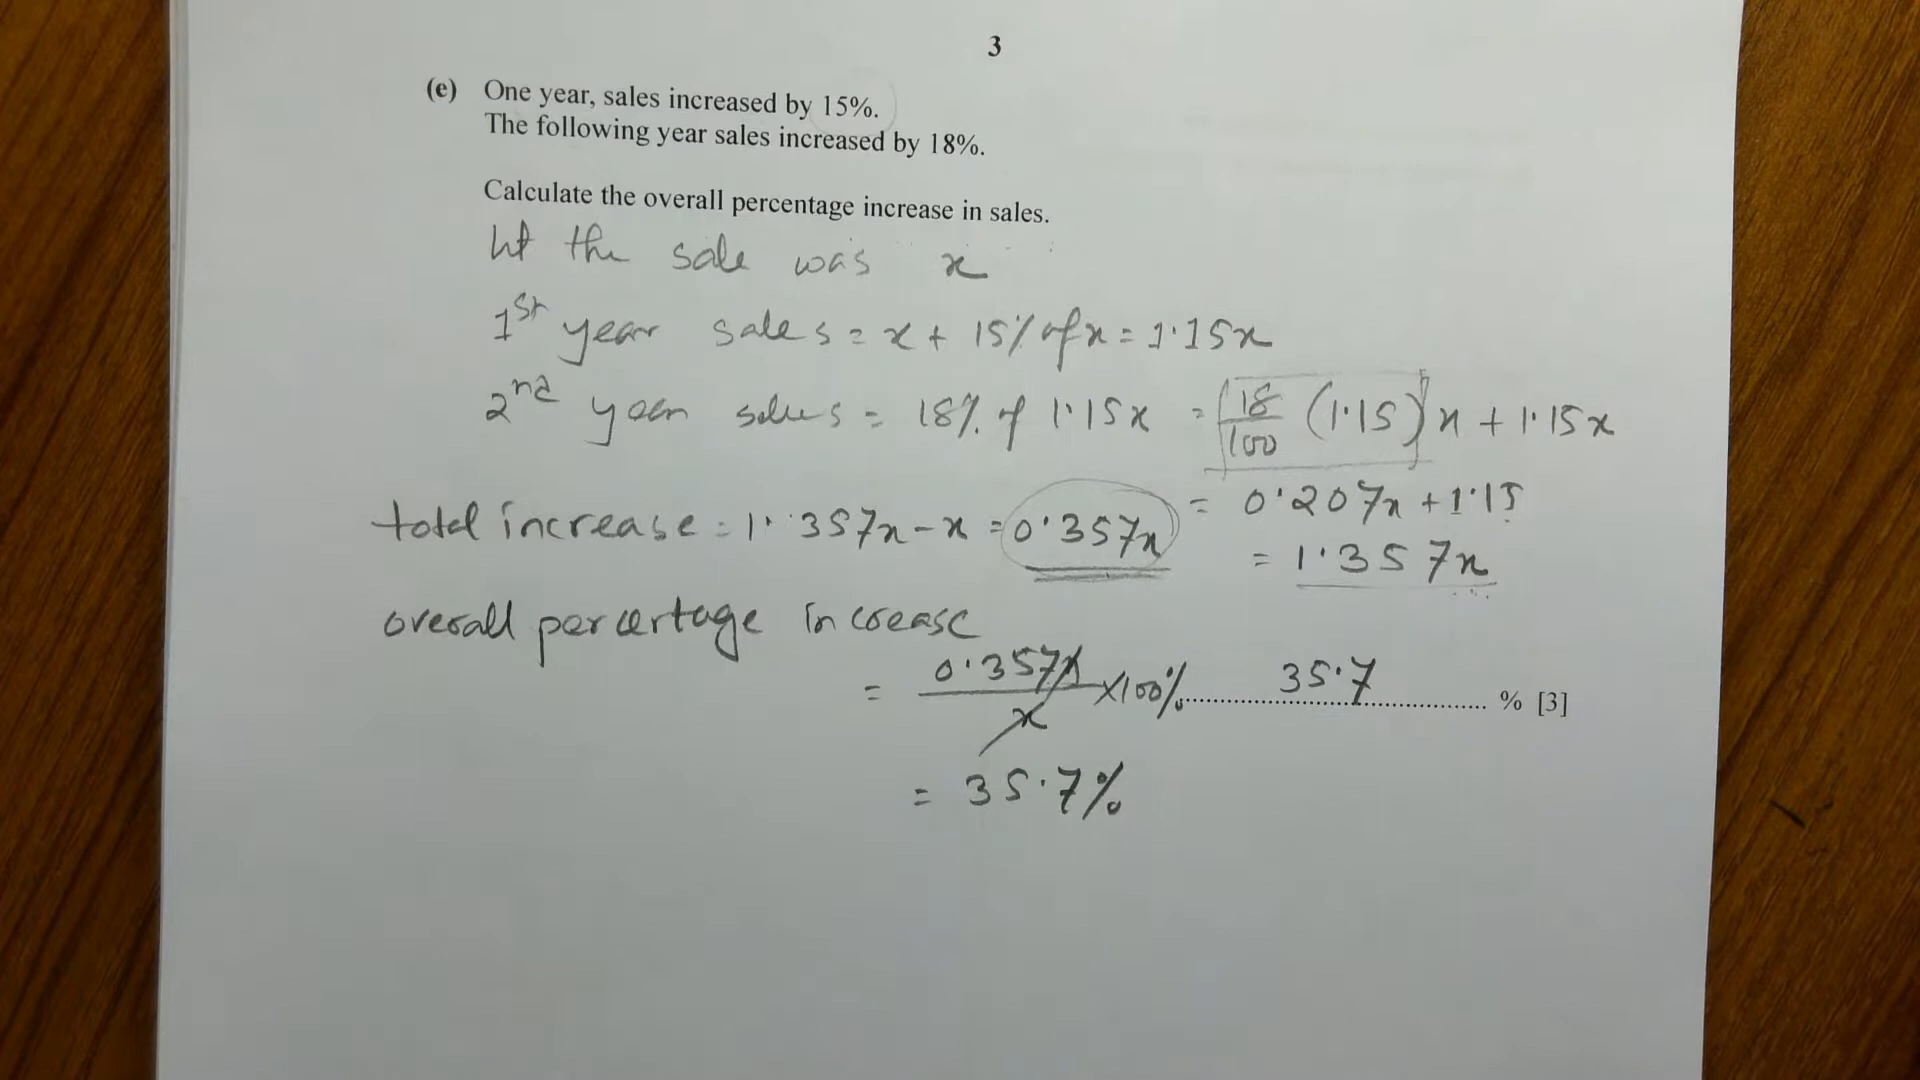 3
(e) One year, sales increased by 15%.
The following year sales increased by 18%.
Calculate the overall percentage increase in sales.
let the sale was x
1st year sales = x + 15% of x = 1.15x
2nd year sales = 18% of 1.15x = 18/100 (1.15)x + 1.15x
= 0.207x + 1.15
total increase = 1.357x - x = 0.357x
= 1.357x
overall percentage increase
= 0.357x/x ×100% 35.7 % [3]
= 35.7%